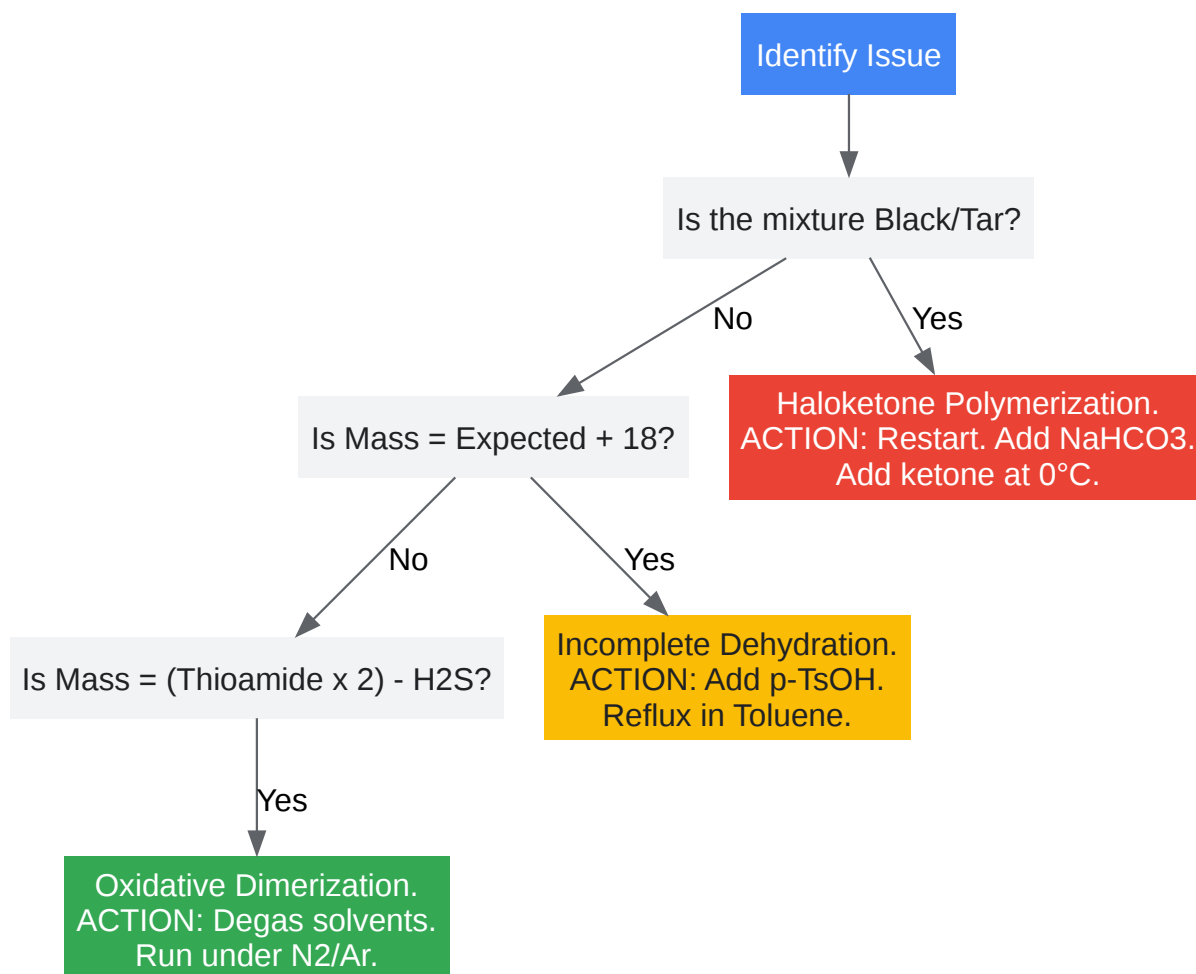 Identify Issue
Is the mixture Black/Tar?
No
Yes
Haloketone Polymerization.
ACTION: Restart. Add NaHCO3.
Add ketone at 0°C.
Is Mass = Expected + 18?
No
Yes
Incomplete Dehydration.
ACTION: Add p-TsOH.
Reflux in Toluene.
Is Mass = (Thioamide x 2) - H2S?
Yes
Oxidative Dimerization.
ACTION: Degas solvents.
Run under N2/Ar.